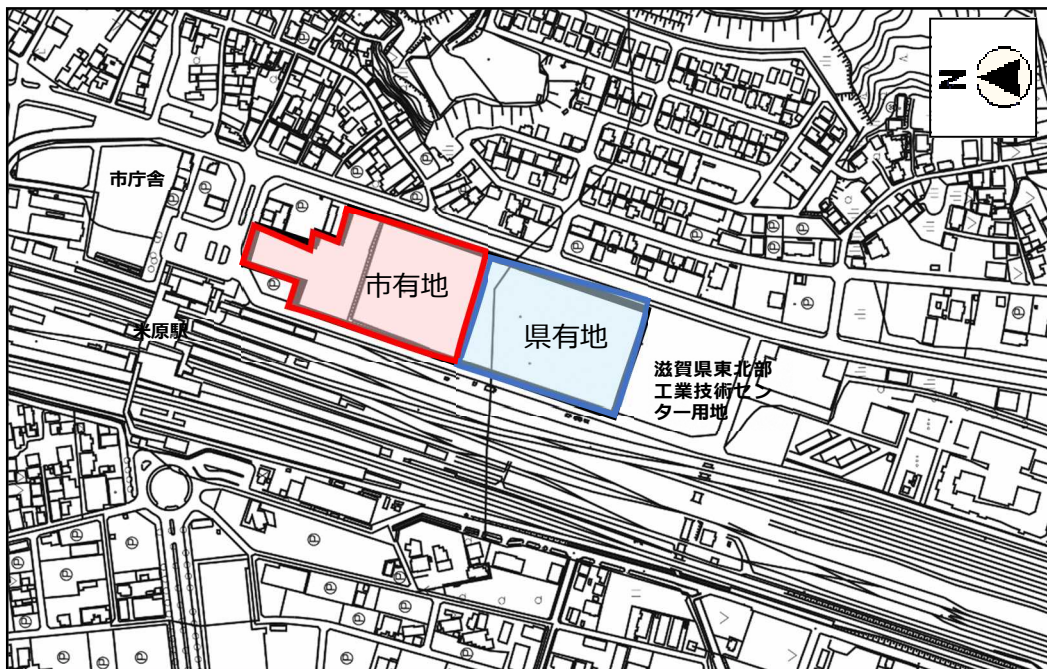 N
市庁舎
市有地
米原駅
県有地
滋賀県東北部
工業技術セン
ター用地